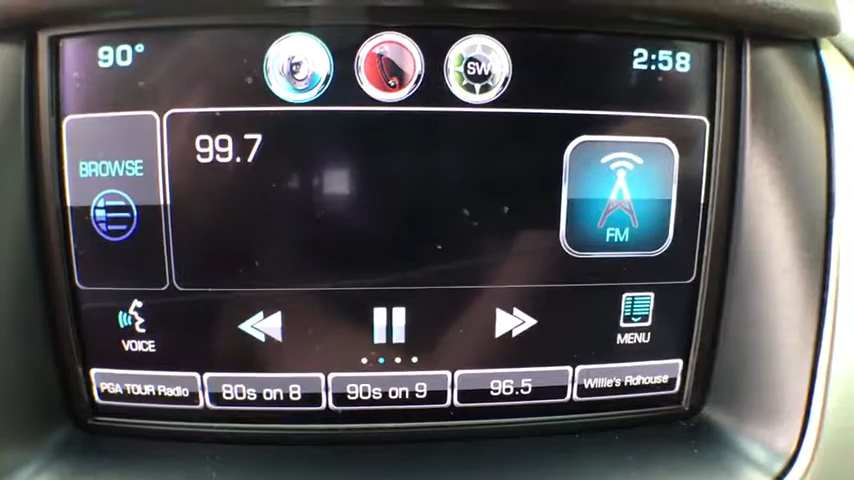 90° SW 2:58
BROWSE
99.7
FM
VOICE
MENU
PGA TOUR Radio
80s on 8
90s on 9
96.5
Willie's Rdhouse